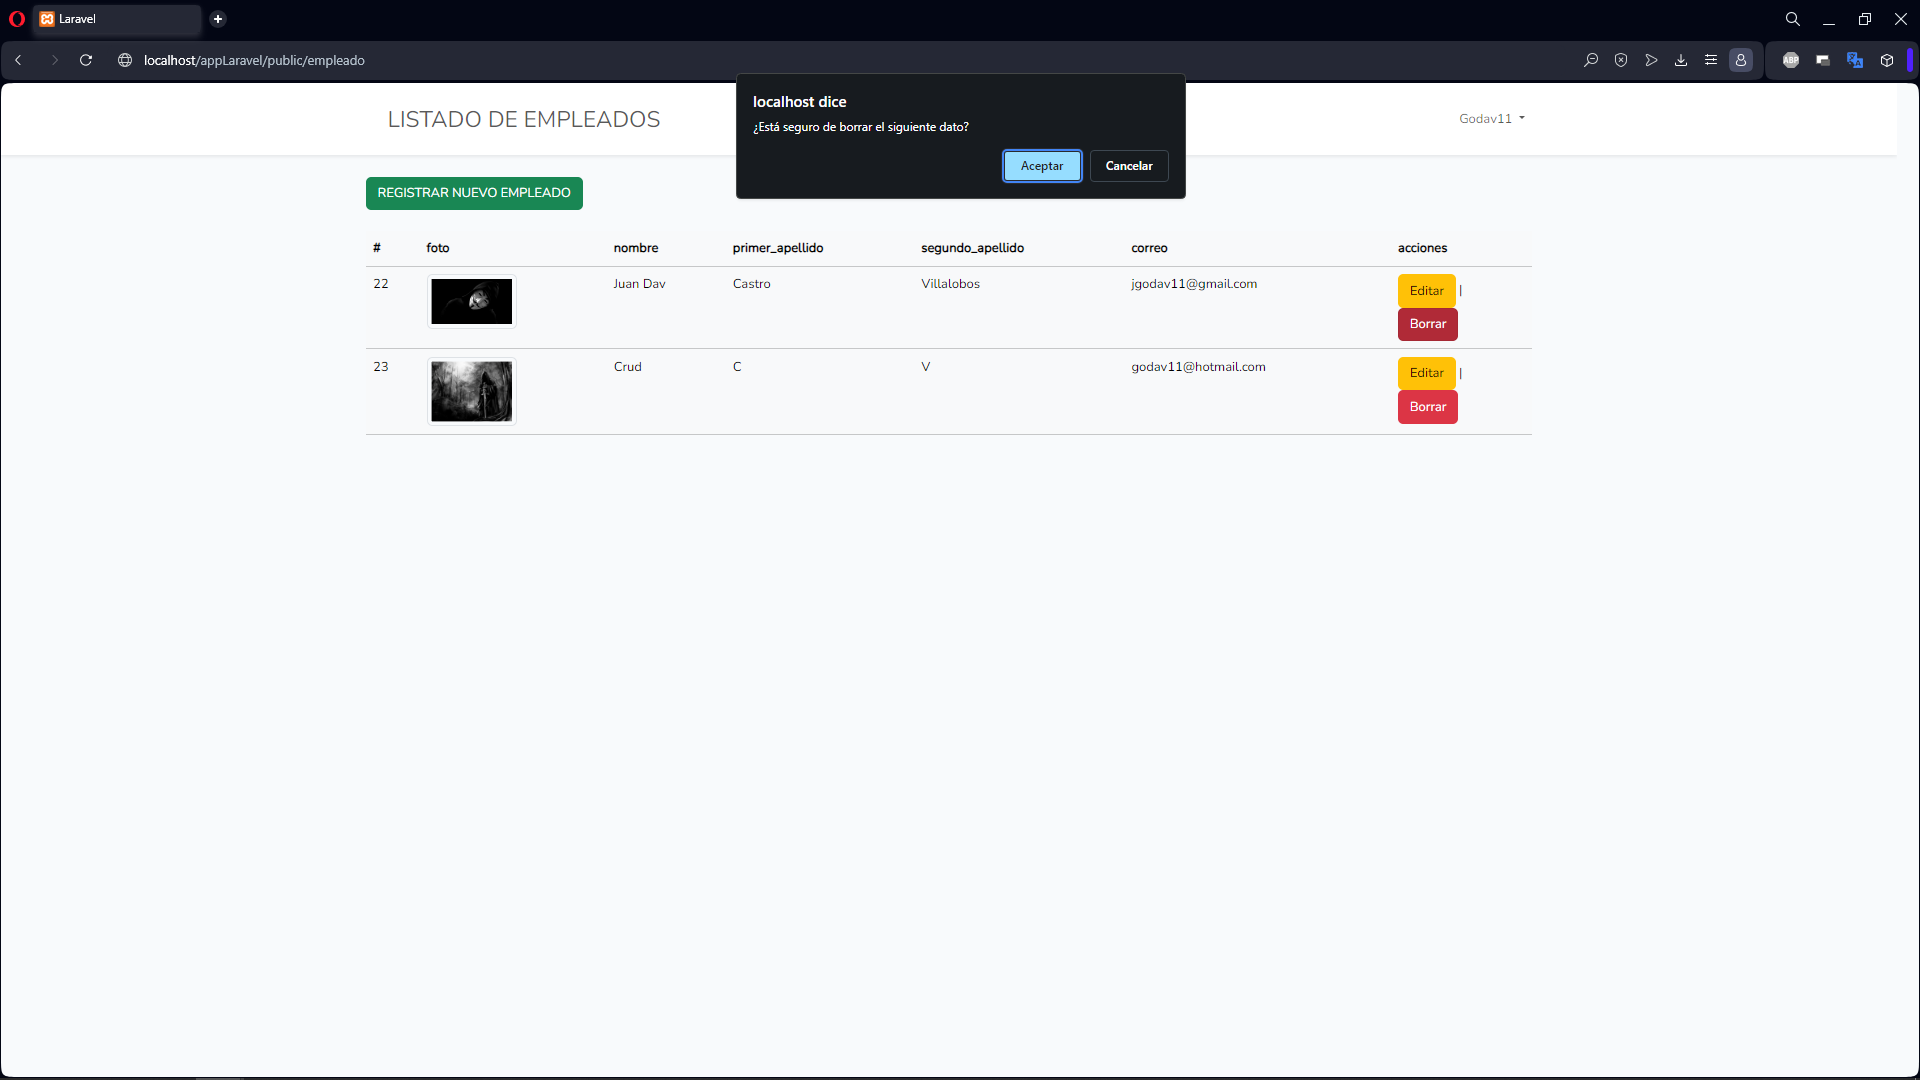 Laravel
localhost/appLaravel/public/empleado
ABP
localhost dice
¿Está seguro de borrar el siguiente dato?
Aceptar Cancelar
LISTADO DE EMPLEADOS
Godav11
REGISTRAR NUEVO EMPLEADO
# foto nombre primer_apellido segundo_apellido correo acciones
22 Juan Dav Castro Villalobos jgodav11@gmail.com Editar |
Borrar
23 Crud C V godav11@hotmail.com Editar |
Borrar